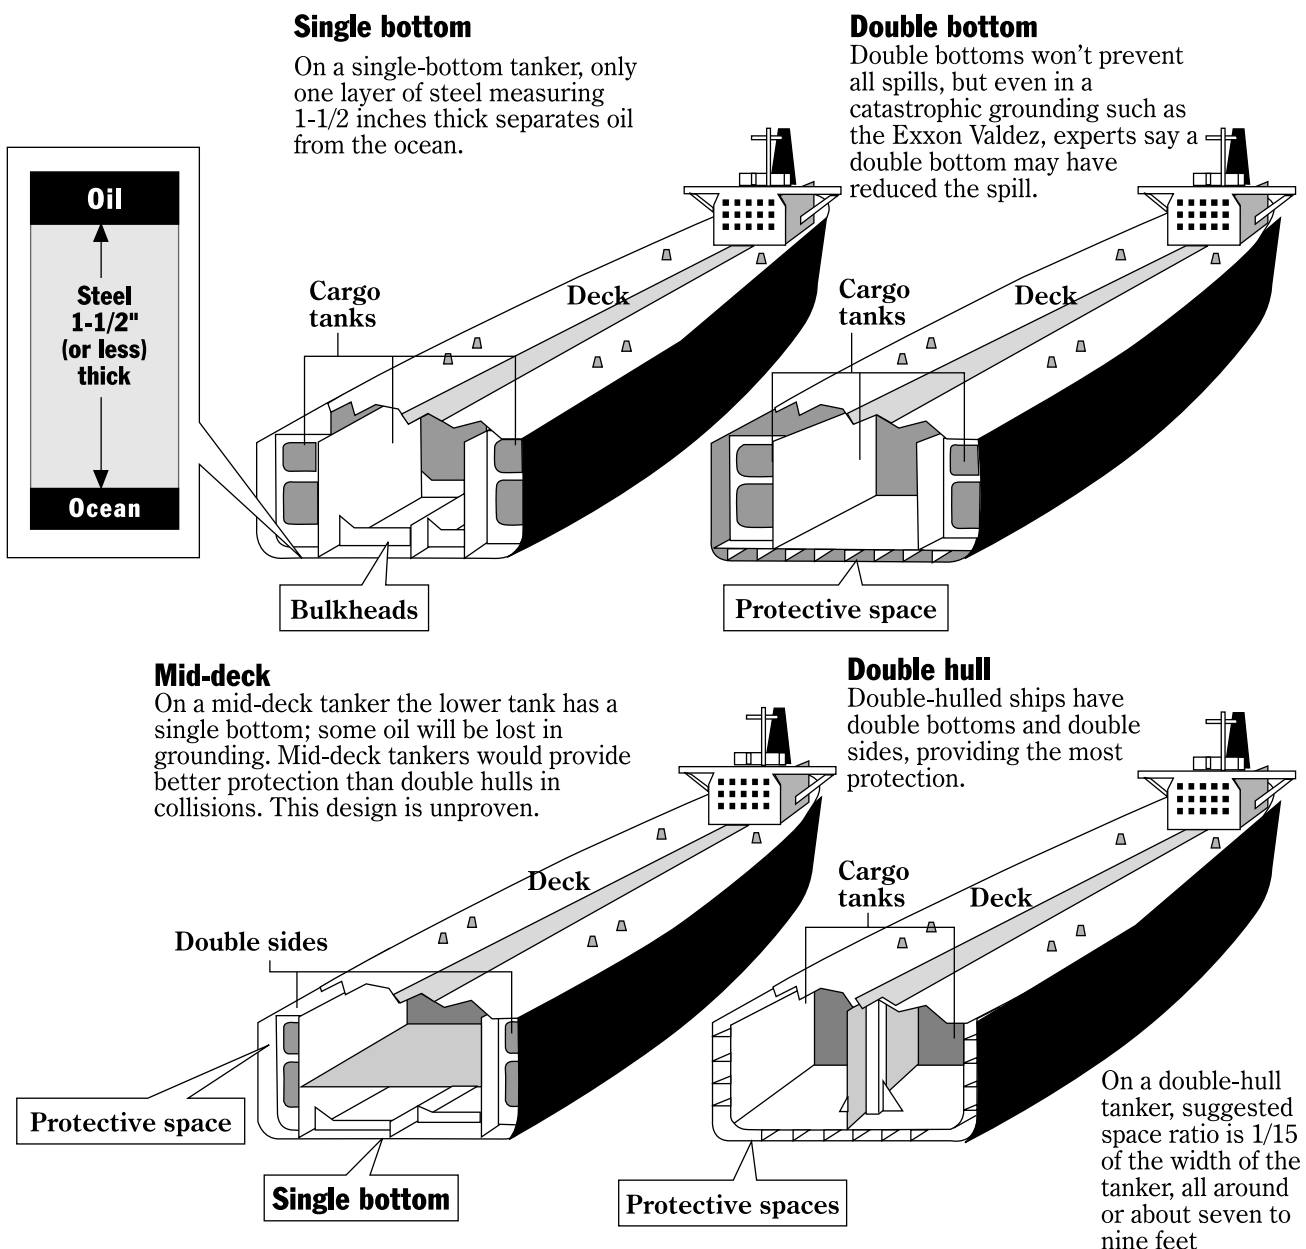 Single bottom
On a single-bottom tanker, only
one layer of steel measuring
1-1/2 inches thick separates oil
from the ocean.
Double bottom
Double bottoms won't prevent
all spills, but even in a
catastrophic grounding such as
the Exxon Valdez, experts say a
double bottom may have
reduced the spill.
Oil
Steel
1-1/2"
(or less)
thick
Ocean
Cargo
tanks
Deck
Bulkheads
Cargo
tanks
Deck
Protective space
Mid-deck
On a mid-deck tanker the lower tank has a
single bottom; some oil will be lost in
grounding. Mid-deck tankers would provide
better protection than double hulls in
collisions. This design is unproven.
Double hull
Double-hulled ships have
double bottoms and double
sides, providing the most
protection.
Deck
Double sides
Protective space
Single bottom
Cargo
tanks
Deck
Protective spaces
On a double-hull
tanker, suggested
space ratio is 1/15
of the width of the
tanker, all around
or about seven to
nine feet